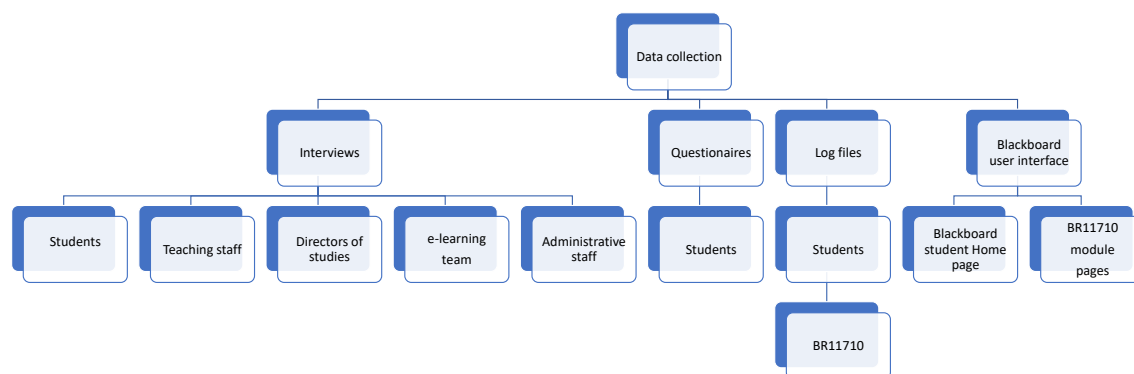 Data collection
Interviews
Questionaires
Log files
Blackboard
user interface
Students
Teaching staff
Directors of
studies
e-learning
team
Administrative
staff
Students
Students
Blackboard
student Home
page
BR11710
module
pages
BR11710